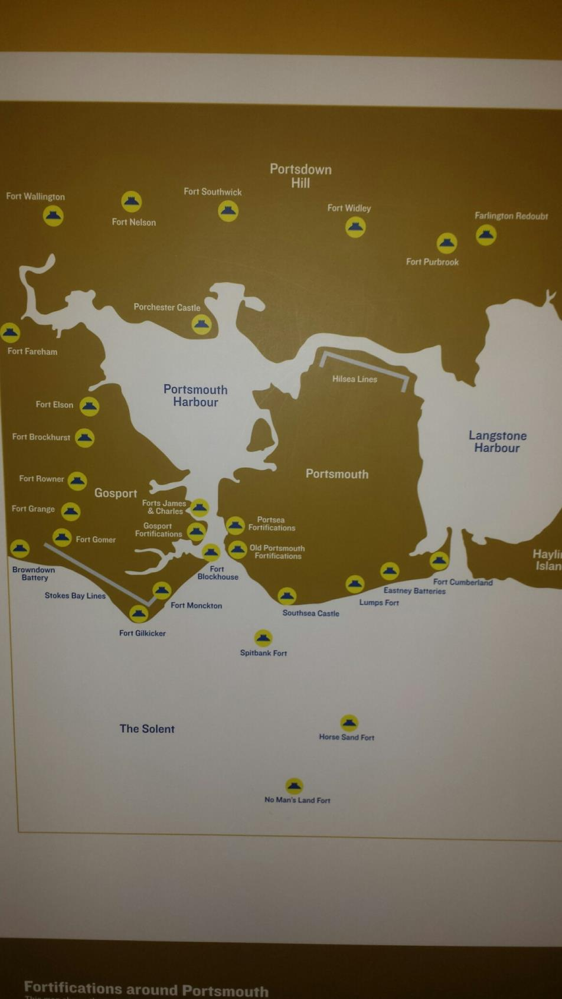 Portsdown
Hill
Fort Wallington
Fort Nelson
Fort Southwick
Fort Widley
Farlington Redoubt
Fort Purbrook
Porchester Castle
Fort Fareham
Hilsea Lines
Portsmouth
Harbour
Fort Elson
Fort Brockhurst
Langstone
Harbour
Portsmouth
Fort Rowner
Gosport
Forts James
& Charles
Fort Grange
Gosport
Fortifications
Portsea
Fortifications
Fort Gomer
Old Portsmouth
Fortifications
Browndown
Battery
Fort
Blockhouse
Stokes Bay Lines
Fort Monckton
Fort Gilkicker
Southsea Castle
Lumps Fort
Eastney Batteries
Fort Cumberland
Spitbank Fort
The Solent
Horse Sand Fort
No Man's Land Fort
Fortifications around Portsmouth